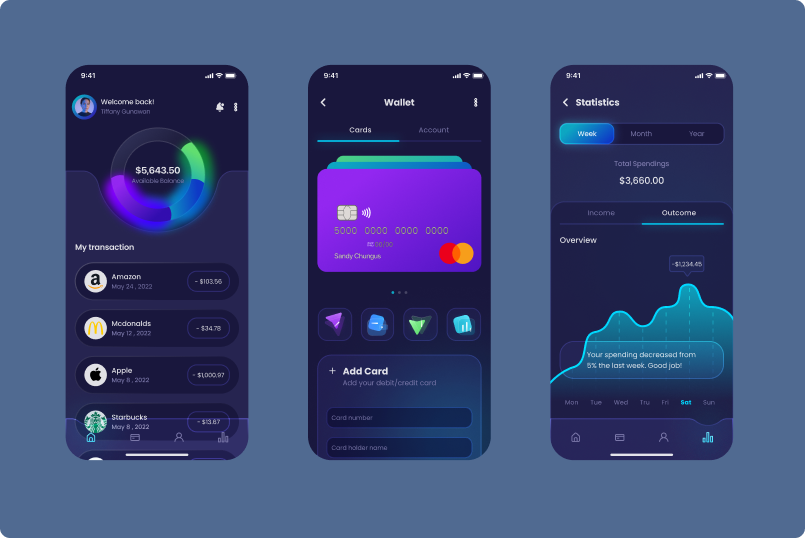 9:41
Welcome back!
Tiffany Gunawan
$5,643.50
Available Balance
My transaction
Amazon
May 24 , 2022
- $103.56
Mcdonalds
May 12 , 2022
- $34.78
Apple
May 8 , 2022
- $1,000.97
Starbucks
May 8 , 2022
- $13.67
9:41
Wallet
Cards
Account
5000 0000 0000 0000
00/00
Sandy Chungus
+ Add Card
Add your debit/credit card
Card number
Card holder name
9:41
Statistics
Week
Month
Year
Total Spendings
$3,660.00
Income
Outcome
Overview
-$1,234.45
Your spending decreased from
5% the last week. Good job!
Mon Tue Wed Tru Fri Sat Sun